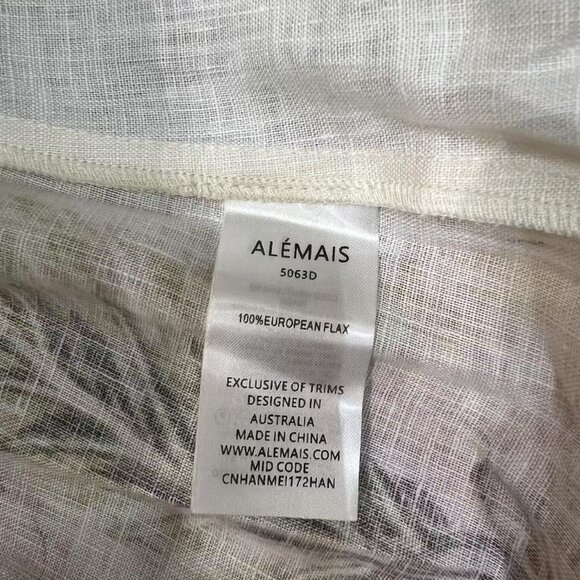 ALÉMAIS
5063D
100%EUROPEAN FLAX
EXCLUSIVE OF TRIMS
DESIGNED IN
AUSTRALIA
MADE IN CHINA
WWW.ALEMAIS.COM
MID CODE
CNHANMEI172HAN